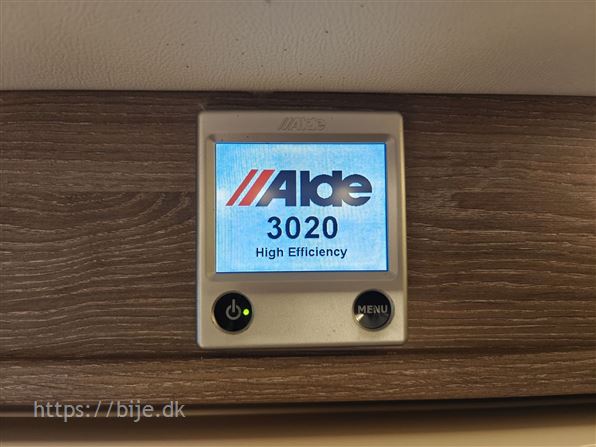 //Alde
//Alde
3020
High Efficiency
MENU
https://bije.dk